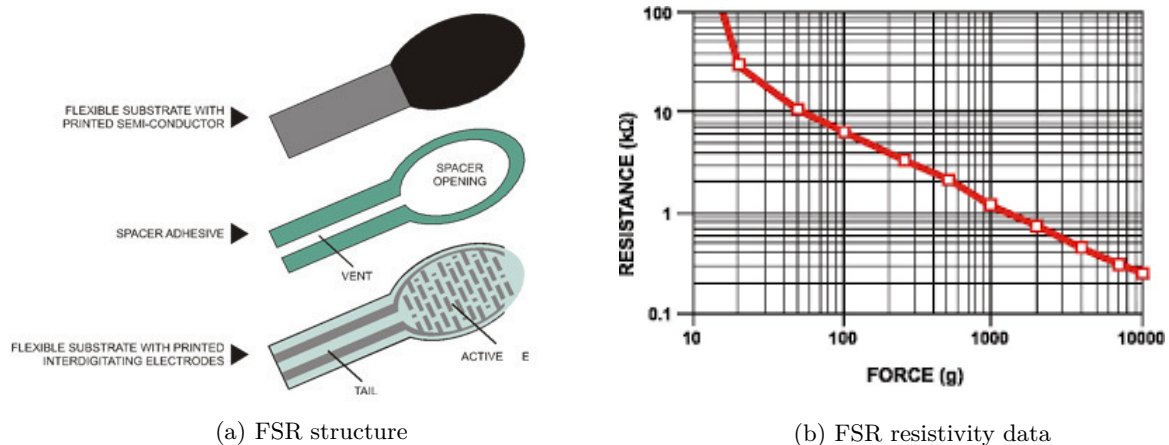 FLEXIBLE SUBSTRATE WITH
PRINTED SEMI-CONDUCTOR
SPACER
OPENING
SPACER ADHESIVE
VENT
FLEXIBLE SUBSTRATE WITH PRINTED
INTERDIGITATING ELECTRODES
ACTIVE E
TAIL
(a) FSR structure
100
10
1
0.1
RESISTANCE (kΩ)
10 100 1000 10000
FORCE (g)
(b) FSR resistivity data